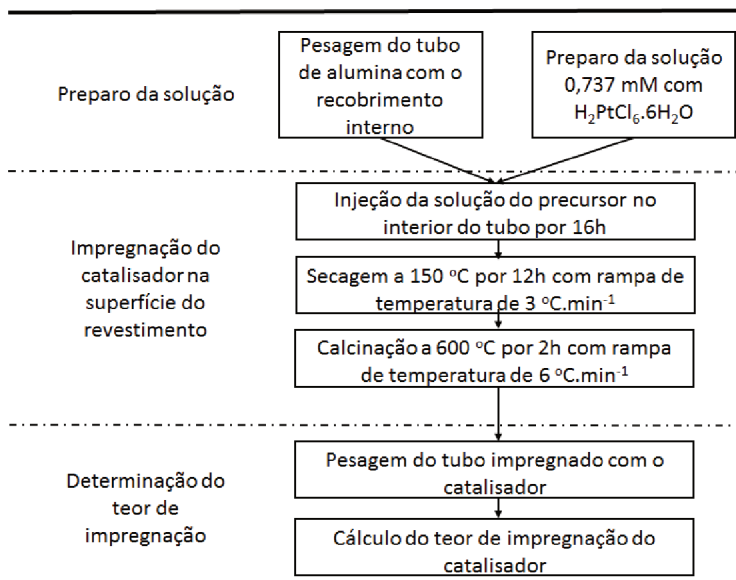 Preparo da solução
Pesagem do tubo
de alumina com o
recobrimento
interno
Preparo da solução
0,737 mM com
H₂PtCl₆.6H₂O
Impregnação do
catalisador na
superfície do
revestimento
Injeção da solução do precursor no
interior do tubo por 16h
Secagem a 150 ºC por 12h com rampa de
temperatura de 3 ºC.min⁻¹
Calcinação a 600 ºC por 2h com rampa
de temperatura de 6 ºC.min⁻¹
Determinação do
teor de
impregnação
Pesagem do tubo impregnado com o
catalisador
Cálculo do teor de impregnação do
catalisador